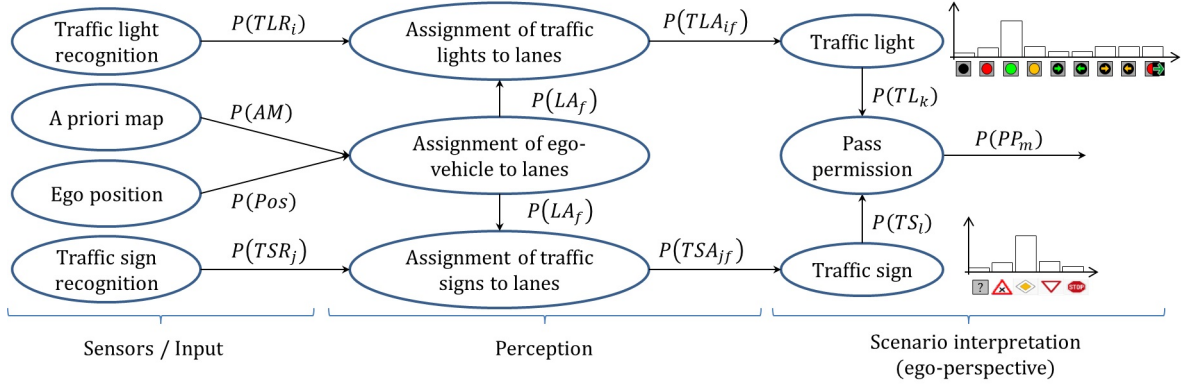 Traffic light
recognition
P(TLR_i)
Assignment of traffic
lights to lanes
P(TLA_if)
Traffic light
P(TL_k)
P(LA_f)
A priori map
P(AM)
Ego position
P(Pos)
Assignment of ego-
vehicle to lanes
Pass
permission
P(PP_m)
P(LA_f)
P(TS_l)
Traffic sign
recognition
P(TSR_j)
Assignment of traffic
signs to lanes
P(TSA_jf)
Traffic sign
?
STOP
Sensors / Input
Perception
Scenario interpretation
(ego-perspective)